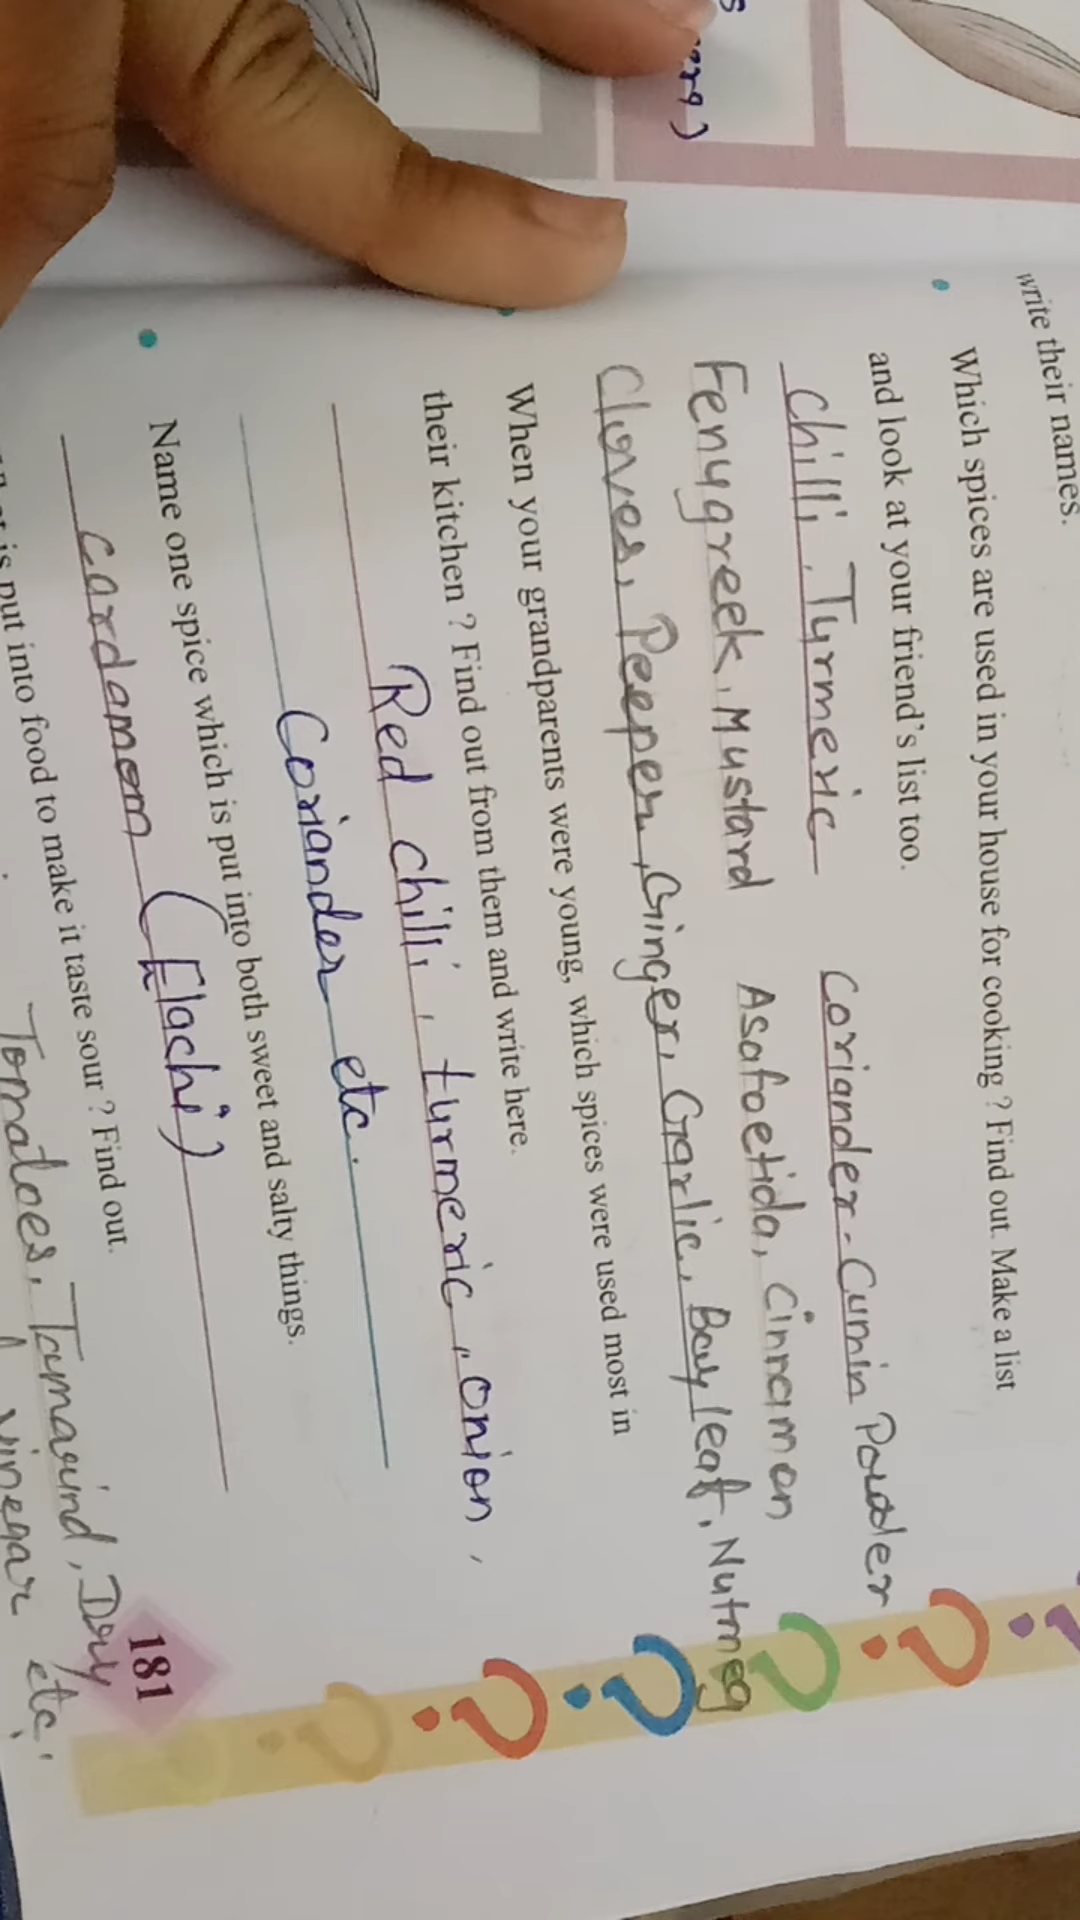 write their names.
Which spices are used in your house for cooking ? Find out. Make a list
and look at your friend's list too.
Chilli, Turmeric Coriander-Cumin Powder
Fenugreek, Mustard Asafoetida, Cinnamon
Cloves, Peeper, Ginger, Garlic, Bay leaf, Nutmeg
When your grandparents were young, which spices were used most in
their kitchen ? Find out from them and write here.
Red chilli, turmeric, onion,
Coriander etc.
Name one spice which is put into both sweet and salty things.
Cardamom (Elachi)
is put into food to make it taste sour ? Find out.
Tomatoes, Tamarind, Dry
vinegar etc.
181